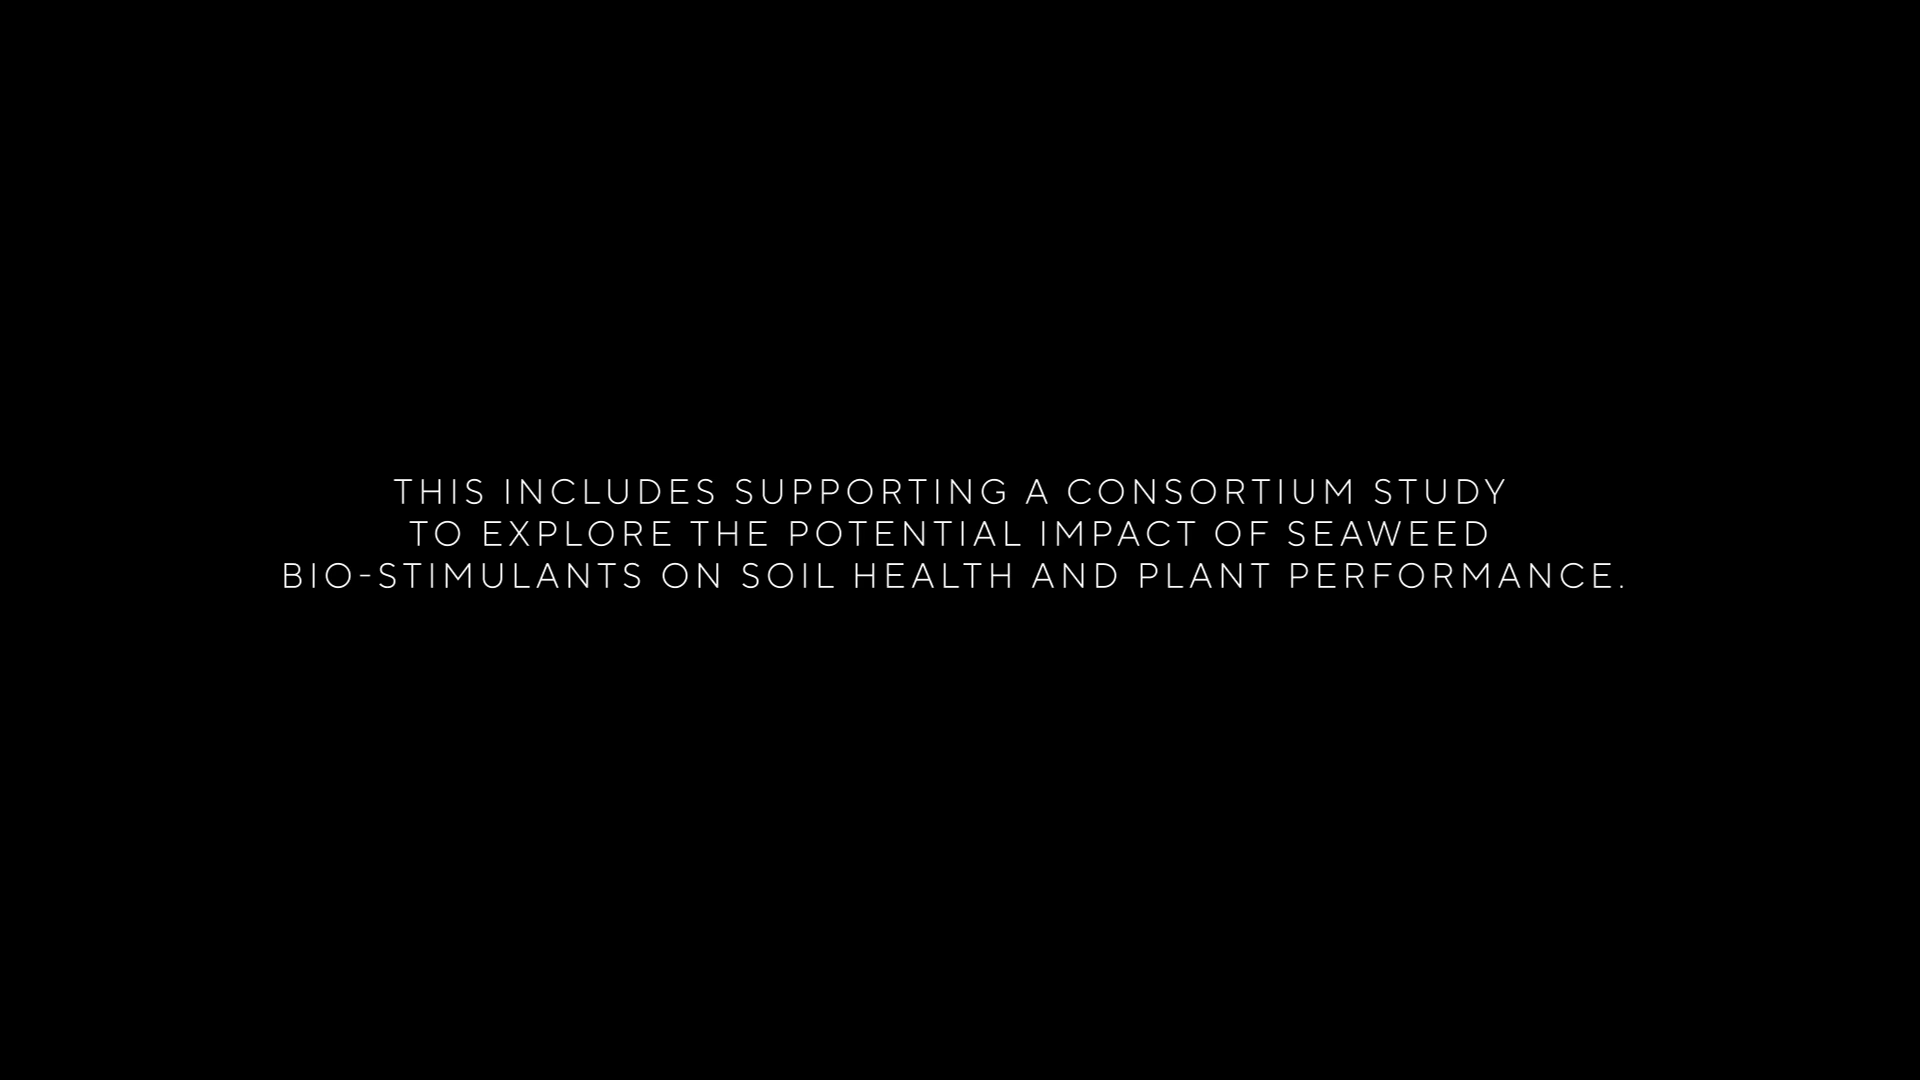 THIS INCLUDES SUPPORTING A CONSORTIUM STUDY
TO EXPLORE THE POTENTIAL IMPACT OF SEAWEED
BIO-STIMULANTS ON SOIL HEALTH AND PLANT PERFORMANCE.